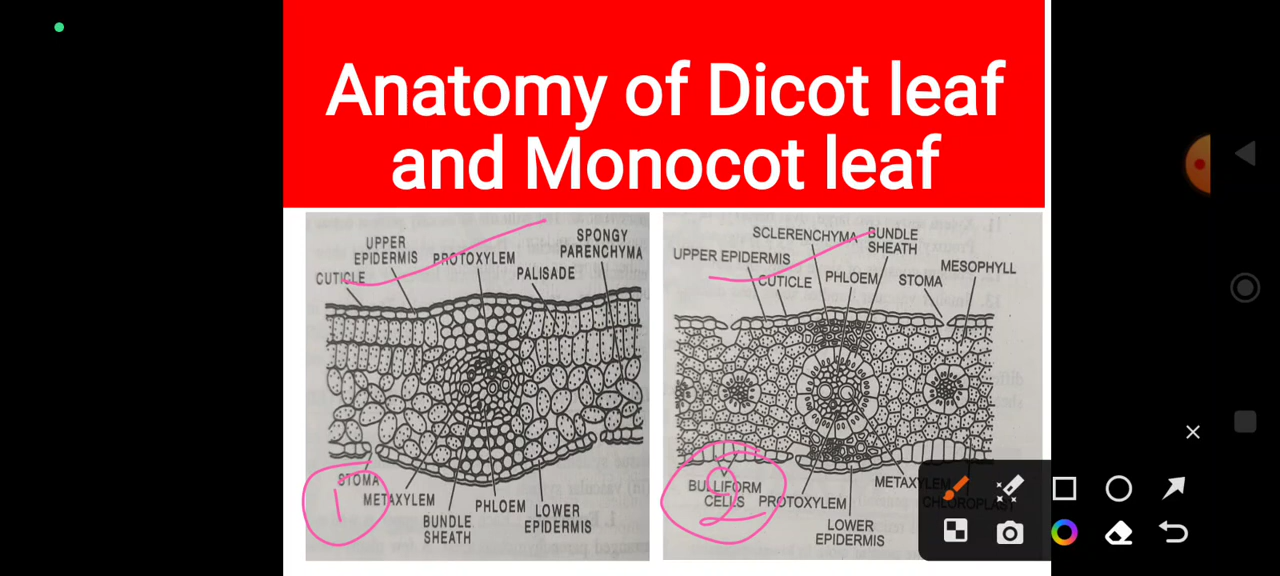 Anatomy of Dicot leaf
and Monocot leaf
UPPER
EPIDERMIS
CUTICLE
PROTOXYLEM
SPONGY
PARENCHYMA
PALISADE
STOMA
METAXYLEM
BUNDLE
SHEATH
PHLOEM
LOWER
EPIDERMIS
1
SCLERENCHYMA
BUNDLE
SHEATH
UPPER EPIDERMIS
CUTICLE
PHLOEM
STOMA
MESOPHYLL
BULLIFORM
CELLS
PROTOXYLEM
LOWER
EPIDERMIS
METAXYLEM
CHLOROPLAST
2